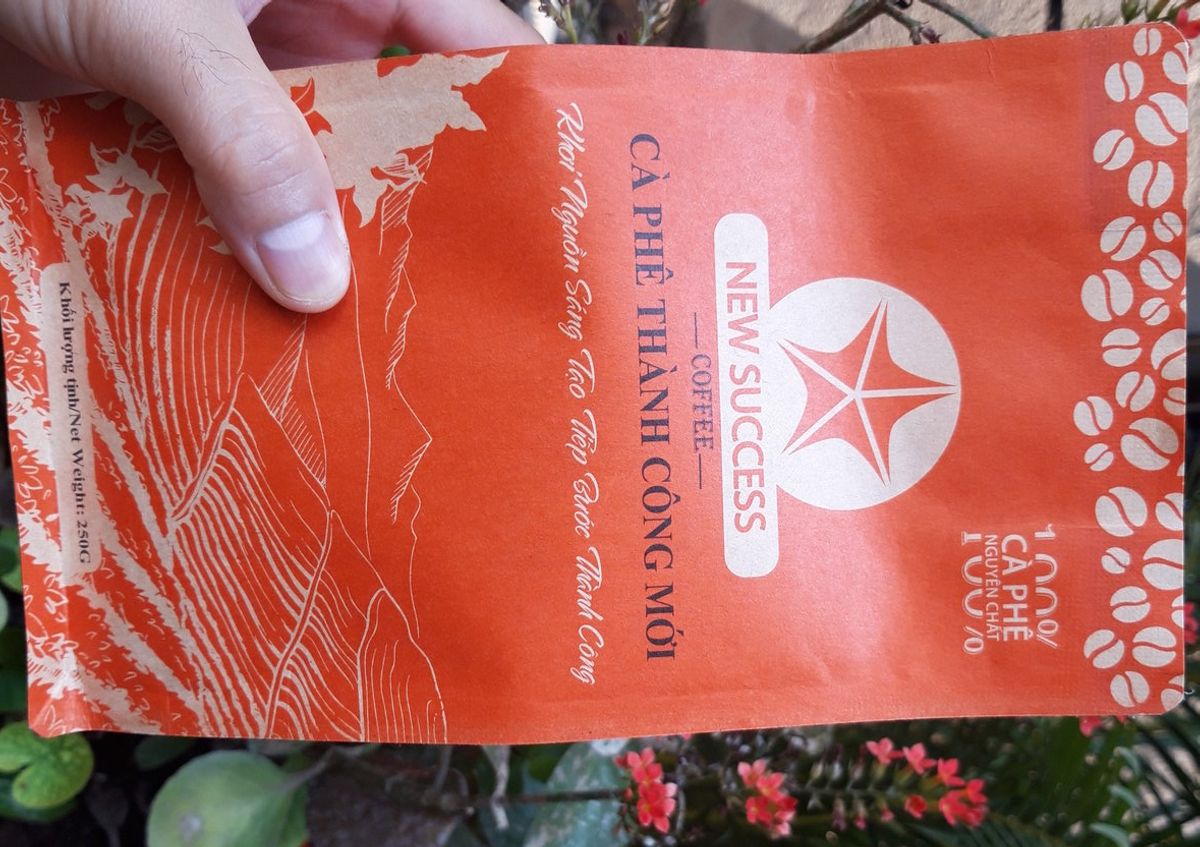 100%
CÀ PHÊ
NGUYÊN CHẤT
100%
NEW SUCCESS
COFFEE
CÀ PHÊ THÀNH CÔNG MỚI
Khơi Nguồn Sáng Tạo Tiếp Bước Thành Công
Khối lượng tịnh/Net Weight: 250G